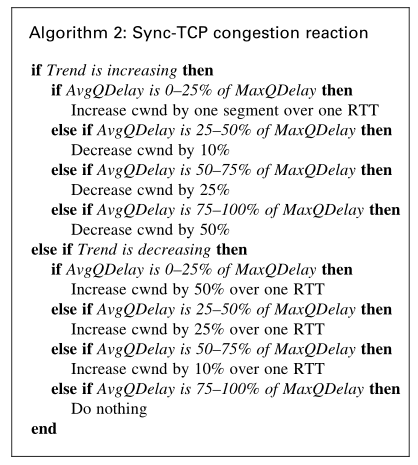 Algorithm 2: Sync-TCP congestion reaction
if Trend is increasing then
if AvgQDelay is 0–25% of MaxQDelay then
Increase cwnd by one segment over one RTT
else if AvgQDelay is 25–50% of MaxQDelay then
Decrease cwnd by 10%
else if AvgQDelay is 50–75% of MaxQDelay then
Decrease cwnd by 25%
else if AvgQDelay is 75–100% of MaxQDelay then
Decrease cwnd by 50%
else if Trend is decreasing then
if AvgQDelay is 0–25% of MaxQDelay then
Increase cwnd by 50% over one RTT
else if AvgQDelay is 25–50% of MaxQDelay then
Increase cwnd by 25% over one RTT
else if AvgQDelay is 50–75% of MaxQDelay then
Increase cwnd by 10% over one RTT
else if AvgQDelay is 75–100% of MaxQDelay then
Do nothing
end